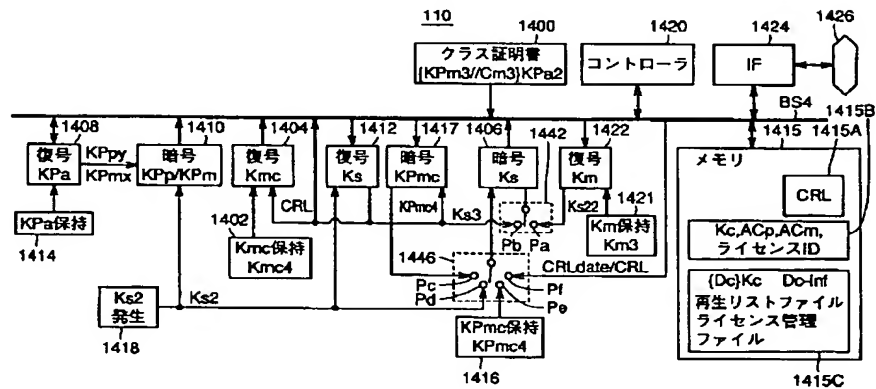 110
1400
クラス証明書
{KPm3//Cm3}KPa2
1420
コントローラ
1424
IF
1426
BS4
1415B
1415
1415A
1408
復号
KPa
KPpy
KPmx
1410
暗号
KPp/KPm
1404
復号
Kmc
1412
復号
Ks
1417
暗号
KPmc
1406
暗号
Ks
1442
1422
復号
Km
メモリ
CRL
CRL
KPmc4
Ks3
Pb
Pa
Ks22
1421
Km保持
Km3
KPa保持
1414
1402
Kmc保持
Kmc4
Kc,ACp,ACm,
ライセンスID
1446
CRLdate/CRL
Pc
Pd
Pf
Pe
Ks2
Ks2
発生
1418
KPmc保持
KPmc4
1416
{Dc}Kc Dc-Inf
再生リストファイル
ライセンス管理
ファイル
1415C